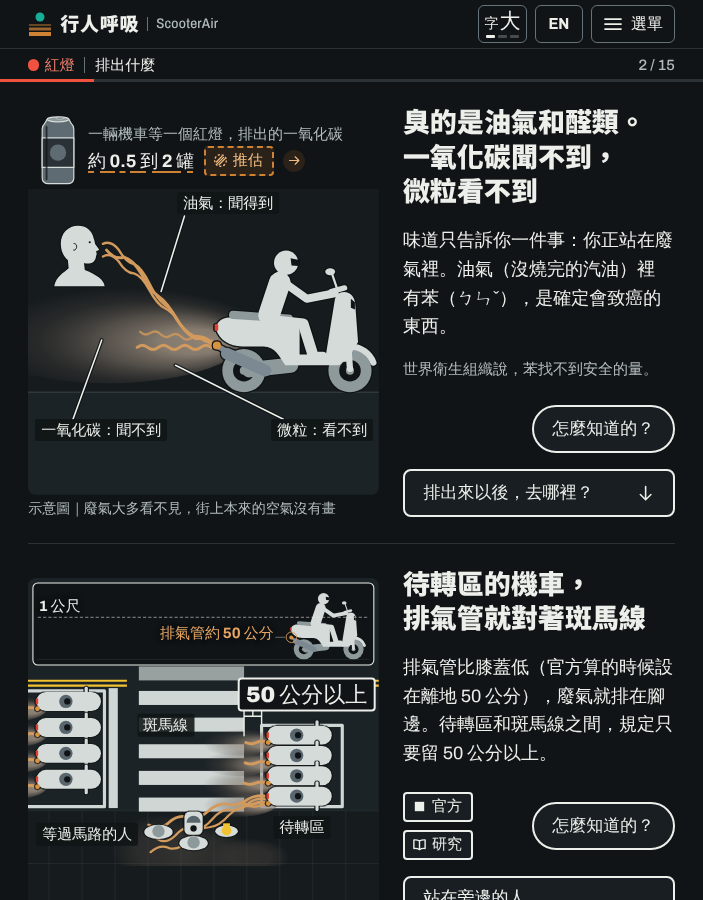 行人呼吸 ScooterAir
字大
EN
選單
紅燈 排出什麼
2 / 15
一輛機車等一個紅燈，排出的一氧化碳
約 0.5 到 2 罐
推估
油氣：聞得到
一氧化碳：聞不到
微粒：看不到
示意圖｜廢氣大多看不見，街上本來的空氣沒有畫
臭的是油氣和醛類。
一氧化碳聞不到，
微粒看不到
味道只告訴你一件事：你正站在廢
氣裡。油氣（沒燒完的汽油）裡
有苯（ㄅㄣˇ），是確定會致癌的
東西。
世界衛生組織說，苯找不到安全的量。
怎麼知道的？
排出來以後，去哪裡？
1 公尺
排氣管約 50 公分
50 公分以上
斑馬線
等過馬路的人
待轉區
待轉區的機車，
排氣管就對著斑馬線
排氣管比膝蓋低（官方算的時候設
在離地 50 公分），廢氣就排在腳
邊。待轉區和斑馬線之間，規定只
要留 50 公分以上。
官方
研究
怎麼知道的？
站在旁邊的人